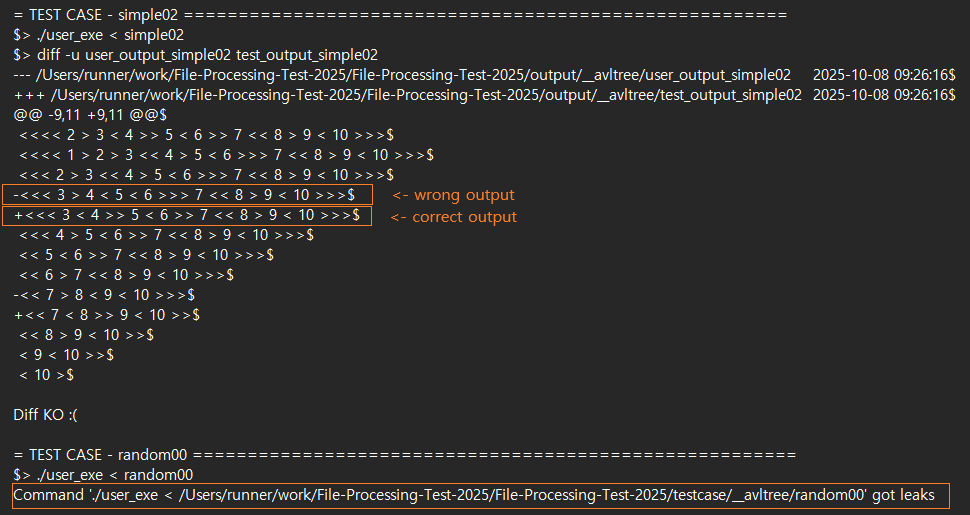 = TEST CASE - simple02 =======================================================
$> ./user_exe < simple02
$> diff -u user_output_simple02 test_output_simple02
--- /Users/runner/work/File-Processing-Test-2025/File-Processing-Test-2025/output/__avltree/user_output_simple02 2025-10-08 09:26:16$
+++ /Users/runner/work/File-Processing-Test-2025/File-Processing-Test-2025/output/__avltree/test_output_simple02 2025-10-08 09:26:16$
@@ -9,11 +9,11 @@$
<<<< 2 > 3 < 4 >> 5 < 6 >> 7 << 8 > 9 < 10 >>>$
<<<< 1 > 2 > 3 << 4 > 5 < 6 >>> 7 << 8 > 9 < 10 >>>$
<<< 2 > 3 << 4 > 5 < 6 >>> 7 << 8 > 9 < 10 >>>$
-<<< 3 > 4 < 5 < 6 >>> 7 << 8 > 9 < 10 >>>$ <- wrong output
+<<< 3 < 4 >> 5 < 6 >> 7 << 8 > 9 < 10 >>>$ <- correct output
<<< 4 > 5 < 6 >> 7 << 8 > 9 < 10 >>>$
<< 5 < 6 >> 7 << 8 > 9 < 10 >>>$
<< 6 > 7 << 8 > 9 < 10 >>>$
-<< 7 > 8 < 9 < 10 >>>$
+<< 7 < 8 >> 9 < 10 >>$
<< 8 > 9 < 10 >>$
< 9 < 10 >>$
< 10 >$
Diff KO :(
= TEST CASE - random00 =======================================================
$> ./user_exe < random00
Command './user_exe < /Users/runner/work/File-Processing-Test-2025/File-Processing-Test-2025/testcase/__avltree/random00' got leaks